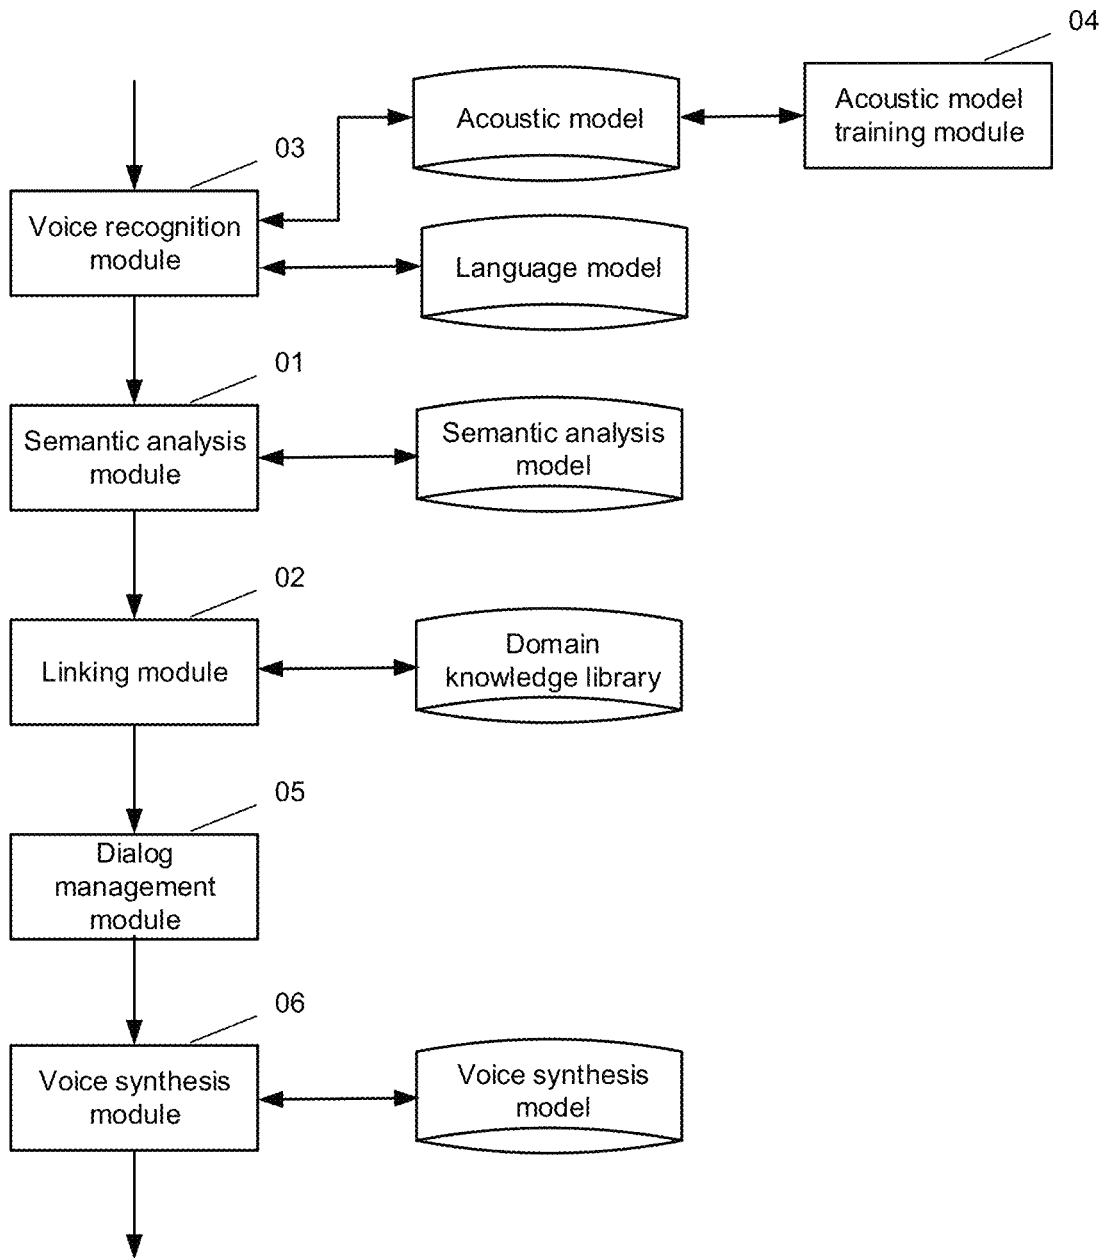 04
Acoustic model
Acoustic model
training module
03
Voice recognition
module
Language model
01
Semantic analysis
module
Semantic analysis
model
02
Linking module
Domain
knowledge library
05
Dialog
management
module
06
Voice synthesis
module
Voice synthesis
model